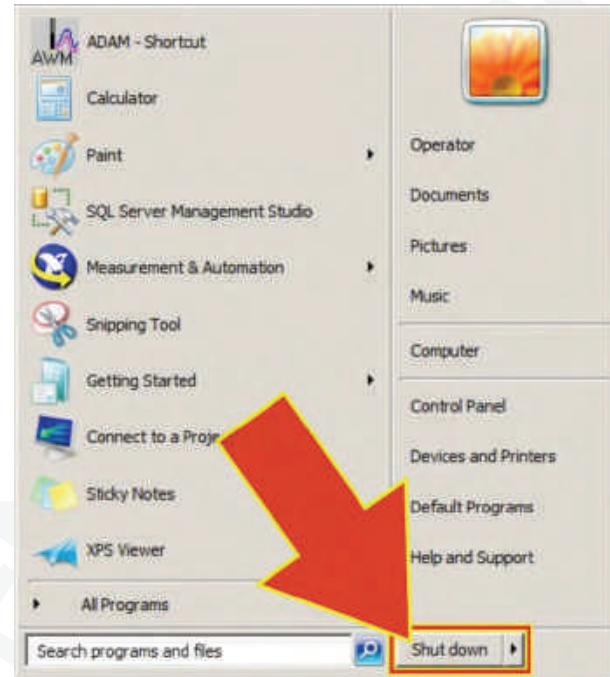 AWM ADAM - Shortcut
Calculator
Paint
SQL Server Management Studio
Measurement & Automation
Snipping Tool
Getting Started
Connect to a
Sticky Notes
XPS Viewer
All Programs
Search programs and files
Operator
Documents
Pictures
Music
Computer
Control Panel
Devices and Printers
Default Programs
Help and Support
Shut down